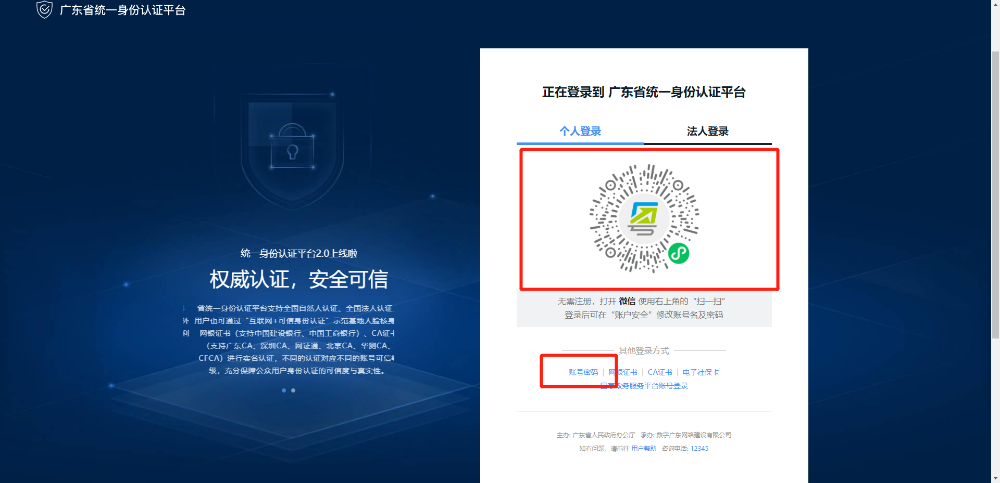 广东省统一身份认证平台
统一身份认证平台2.0上线啦
权威认证，安全可信
省统一身份认证平台支持全国自然人认证、全国法人认证，
外 用户也可通过“互联网+可信身份认证”示范基地人脸核身
利 网银证书（支持中国建设银行、中国工商银行）、CA证书
（支持广东CA、深圳CA、网证通、北京CA、华测CA、
CFCA）进行实名认证，不同的认证对应不同的账号可信等
级，充分保障公众用户身份认证的可信度与真实性。
正在登录到 广东省统一身份认证平台
个人登录 法人登录
无需注册，打开 微信 使用右上角的“扫一扫”
登录后可在“账户安全”修改账号名及密码
其他登录方式
账号密码 | 网银证书 | CA证书 | 电子社保卡
国家政务服务平台账号登录
主办: 广东省人民政府办公厅 承办: 数字广东网络建设有限公司
如有问题，请前往 用户帮助 咨询电话: 12345